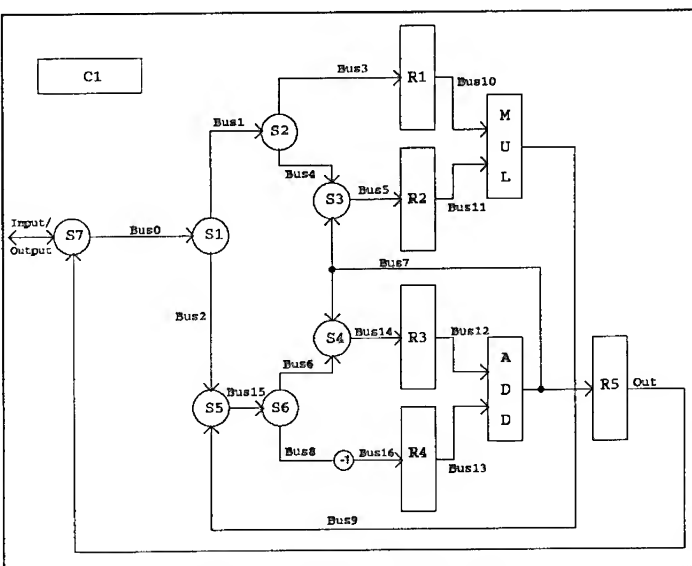 C1
Bus3
R1
Bus10
M
U
L
Bus1
S2
Bus4
S3
Bus5
R2
Bus11
Input/
Output
S7
Bus0
S1
Bus7
Bus2
S4
Bus14
R3
Bus12
A
D
D
Bus6
R5
Out
Bus15
S5
S6
Bus8
-1
Bus16
R4
Bus13
Bus9